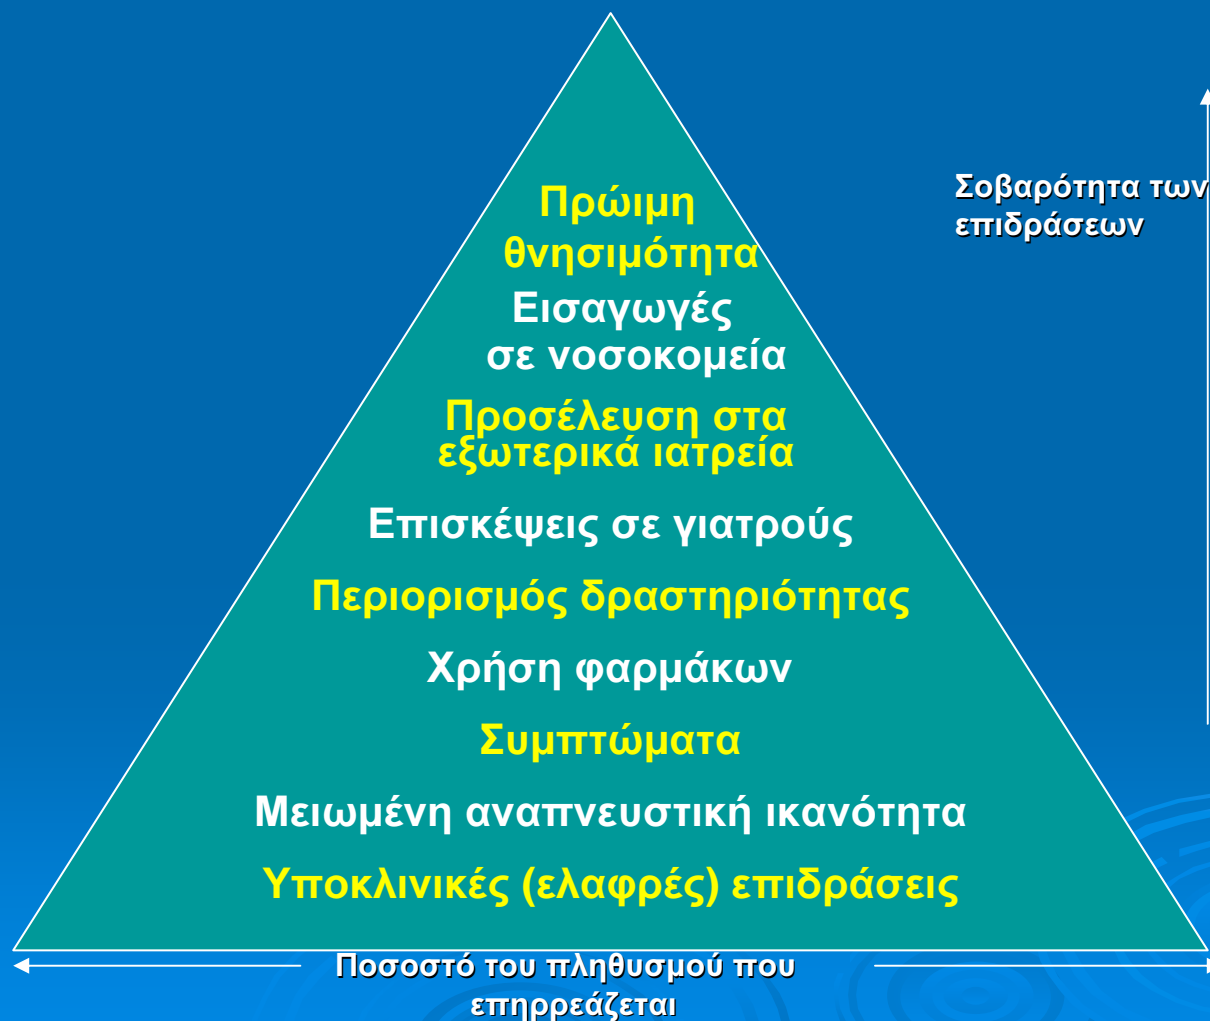 Πρώιμη
θνησιμότητα
Σοβαρότητα των
επιδράσεων
Εισαγωγές
σε νοσοκομεία
Προσέλευση στα
εξωτερικά ιατρεία
Επισκέψεις σε γιατρούς
Περιορισμός δραστηριότητας
Χρήση φαρμάκων
Συμπτώματα
Μειωμένη αναπνευστική ικανότητα
Υποκλινικές (ελαφρές) επιδράσεις
Ποσοστό του πληθυσμού που
επηρρεάζεται